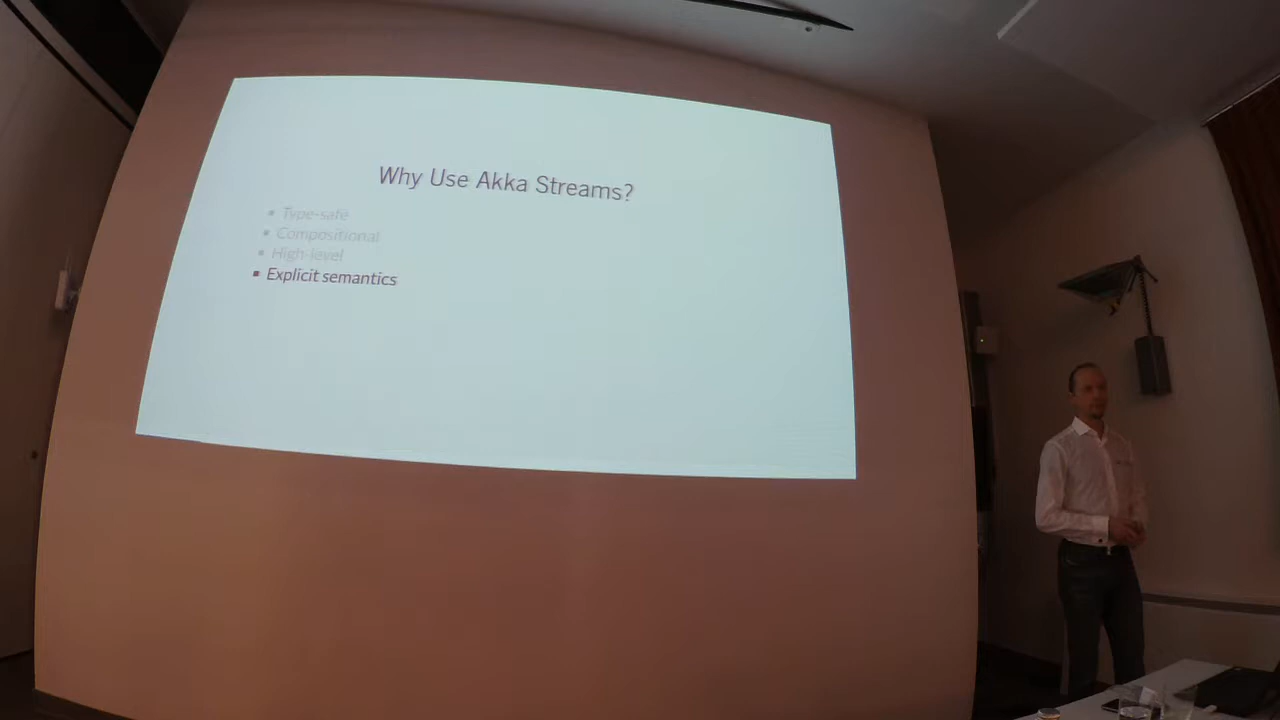 Why Use Akka Streams?
▪ Type-safe
▪ Compositional
▪ High-level
▪ Explicit semantics